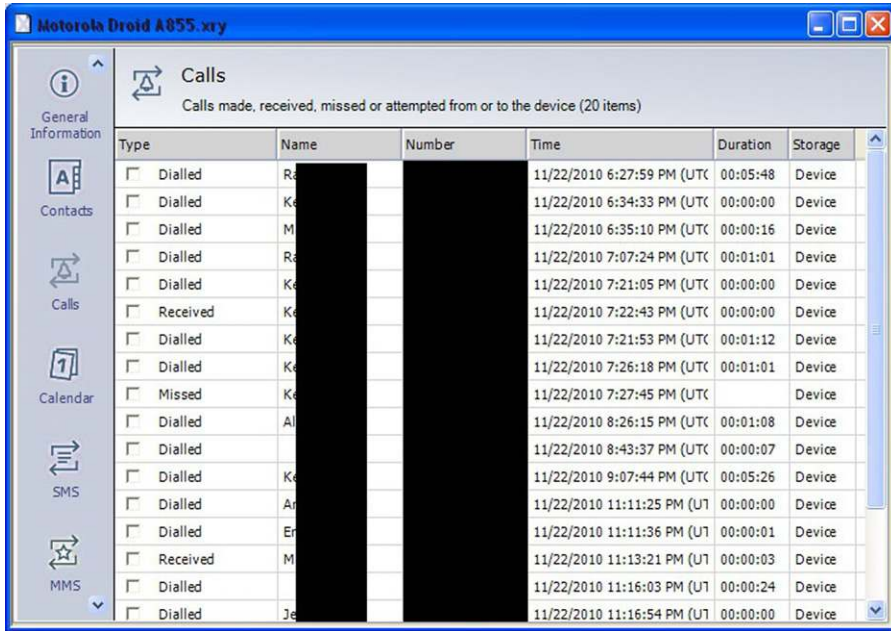 Motorola Droid A855.xry
General
Information
Contacts
Calls
Calendar
SMS
MMS
Calls
Calls made, received, missed or attempted from or to the device (20 items)
Type Name Number Time Duration Storage
Dialled Ra 11/22/2010 6:27:59 PM (UTC 00:05:48 Device
Dialled Ke 11/22/2010 6:34:33 PM (UTC 00:00:00 Device
Dialled M 11/22/2010 6:35:10 PM (UTC 00:00:16 Device
Dialled Ra 11/22/2010 7:07:24 PM (UTC 00:01:01 Device
Dialled Ke 11/22/2010 7:21:05 PM (UTC 00:00:00 Device
Received Ke 11/22/2010 7:22:43 PM (UTC 00:00:00 Device
Dialled Ke 11/22/2010 7:21:53 PM (UTC 00:01:12 Device
Dialled Ke 11/22/2010 7:26:18 PM (UTC 00:01:01 Device
Missed Ke 11/22/2010 7:27:45 PM (UTC Device
Dialled Al 11/22/2010 8:26:15 PM (UTC 00:01:08 Device
Dialled 11/22/2010 8:43:37 PM (UTC 00:00:07 Device
Dialled Ke 11/22/2010 9:07:44 PM (UTC 00:05:26 Device
Dialled Ar 11/22/2010 11:11:25 PM (UT 00:00:00 Device
Dialled Er 11/22/2010 11:11:36 PM (UT 00:00:01 Device
Received M 11/22/2010 11:13:21 PM (UT 00:00:03 Device
Dialled 11/22/2010 11:16:03 PM (UT 00:00:24 Device
Dialled Je 11/22/2010 11:16:54 PM (UT 00:00:00 Device